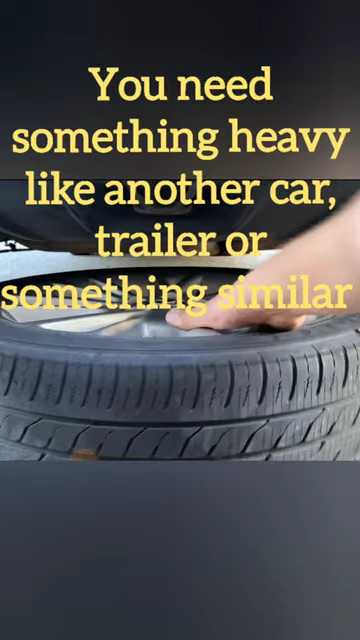 You need
something heavy
like another car,
trailer or
something similar